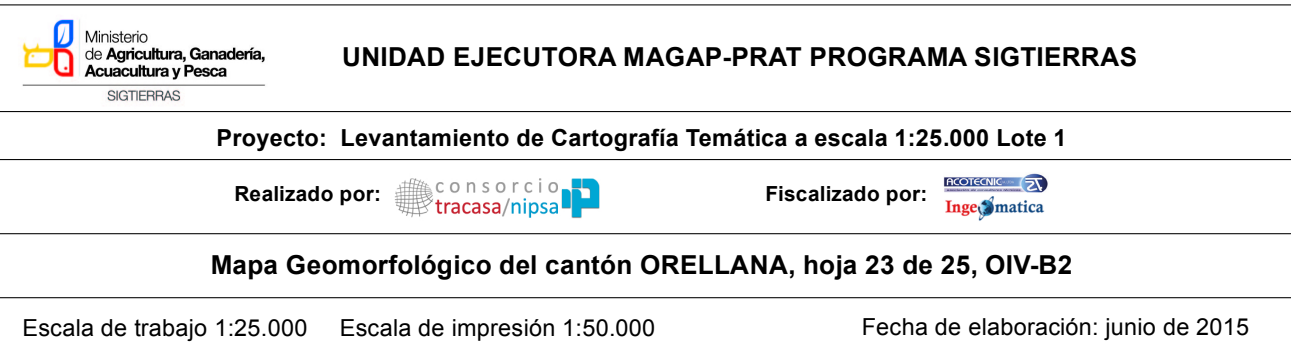 Ministerio
de Agricultura, Ganadería,
Acuacultura y Pesca
SIGTIERRAS
UNIDAD EJECUTORA MAGAP-PRAT PROGRAMA SIGTIERRAS
Proyecto: Levantamiento de Cartografía Temática a escala 1:25.000 Lote 1
Realizado por: consorcio
tracasa/nipsa
Fiscalizado por: ACOTECNIC
Ingeomatica
Mapa Geomorfológico del cantón ORELLANA, hoja 23 de 25, OIV-B2
Escala de trabajo 1:25.000 Escala de impresión 1:50.000 Fecha de elaboración: junio de 2015